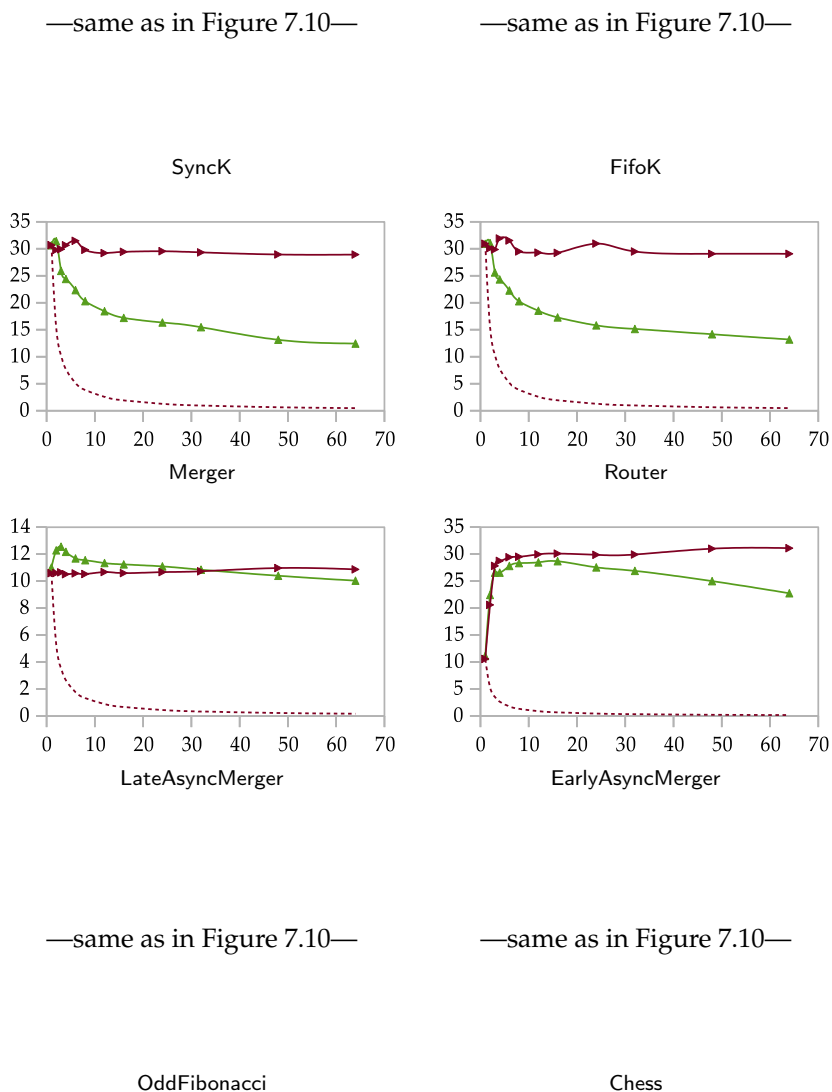 —same as in Figure 7.10— —same as in Figure 7.10—
SyncK FifoK
35 35
30 30
25 25
20 20
15 15
10 10
5 5
0 0
0 10 20 30 40 50 60 70 0 10 20 30 40 50 60 70
Merger Router
14 35
12 30
10 25
8 20
6 15
4 10
2 5
0 0
0 10 20 30 40 50 60 70 0 10 20 30 40 50 60 70
LateAsyncMerger EarlyAsyncMerger
—same as in Figure 7.10— —same as in Figure 7.10—
OddFibonacci Chess